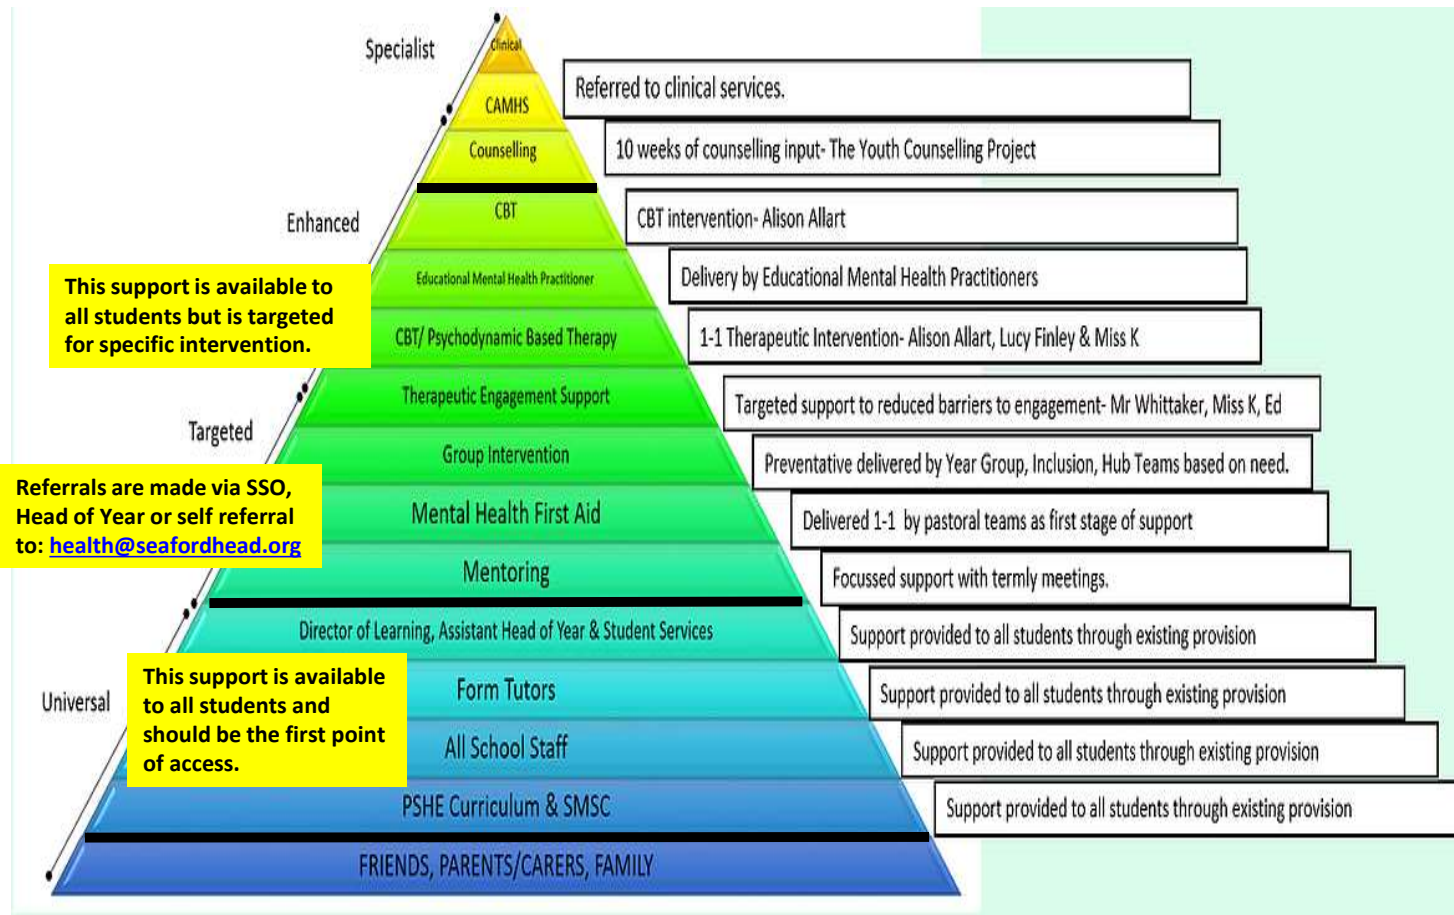 Specialist
Clinical
CAMHS
Referred to clinical services.
Counselling
10 weeks of counselling input- The Youth Counselling Project
Enhanced
CBT
CBT intervention- Alison Allart
This support is available to
all students but is targeted
for specific intervention.
Educational Mental Health Practitioner
Delivery by Educational Mental Health Practitioners
CBT/ Psychodynamic Based Therapy
1-1 Therapeutic Intervention- Alison Allart, Lucy Finley & Miss K
Targeted
Therapeutic Engagement Support
Targeted support to reduced barriers to engagement- Mr Whittaker, Miss K, Ed
Group Intervention
Preventative delivered by Year Group, Inclusion, Hub Teams based on need.
Referrals are made via SSO,
Head of Year or self referral
to: health@seafordhead.org
Mental Health First Aid
Delivered 1-1 by pastoral teams as first stage of support
Mentoring
Focussed support with termly meetings.
Director of Learning, Assistant Head of Year & Student Services
Support provided to all students through existing provision
Universal
This support is available
to all students and
should be the first point
of access.
Form Tutors
Support provided to all students through existing provision
All School Staff
Support provided to all students through existing provision
PSHE Curriculum & SMSC
Support provided to all students through existing provision
FRIENDS, PARENTS/CARERS, FAMILY